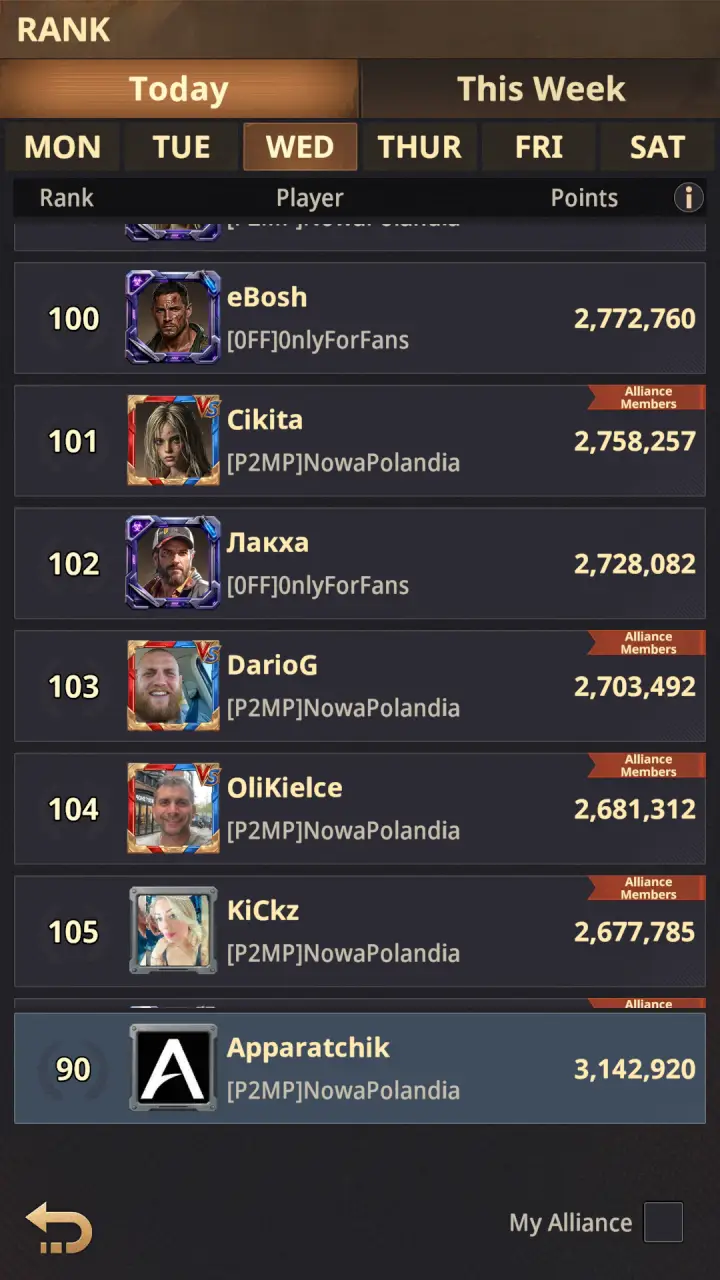 RANK
Today
This Week
MON
TUE
WED
THUR
FRI
SAT
Rank
Player
Points
100
eBosh
[0FF]0nlyForFans
2,772,760
Alliance
Members
101
Cikita
[P2MP]NowaPolandia
2,758,257
102
Лакха
[0FF]0nlyForFans
2,728,082
Alliance
Members
103
DarioG
[P2MP]NowaPolandia
2,703,492
Alliance
Members
104
OliKielce
[P2MP]NowaPolandia
2,681,312
Alliance
Members
105
KiCkz
[P2MP]NowaPolandia
2,677,785
Alliance
90
Apparatchik
[P2MP]NowaPolandia
3,142,920
My Alliance